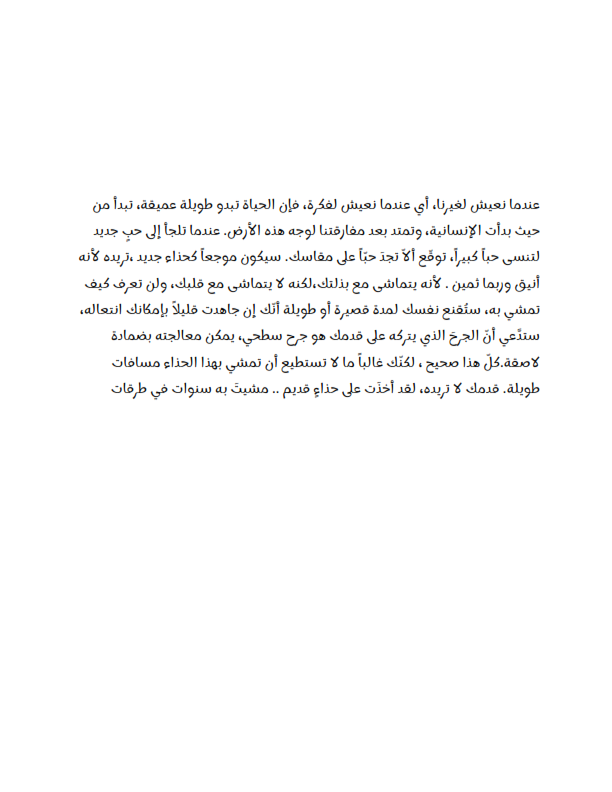 عندما نعيش لغيرنا، أي عندما نعيش لفكرة، فإن الحياة تبدو طويلة عميقة، تبدأ من
حيث بدأت الإنسانية، وتمتد بعد مفارقتنا لوجه هذه الأرض. عندما تلجأ إلى حبٍ جديد
لتنسى حباً كبيراً، توقّع ألاّ تجدَ حبّاً على مقاسك. سيكون موجعاً كحذاء جديد ،تريده لأنه
أنيق وربما ثمين . لأنه يتماشى مع بذلتك،لكنه لا يتماشى مع قلبك، ولن تعرف كيف
تمشي به، ستُقنع نفسك لمدة قصيرة أو طويلة أنّك إن جاهدت قليلاً بإمكانك انتعاله،
ستدّعي أنّ الجرحَ الذي يتركه على قدمك هو جرح سطحي، يمكن معالجته بضمادة
لاصقة.كلّ هذا صحيح ، لكنّك غالباً ما لا تستطيع أن تمشي بهذا الحذاء مسافات
طويلة. قدمك لا تريده، لقد أخذَت على حذاءٍ قديم .. مشيتَ به سنوات في طرقات